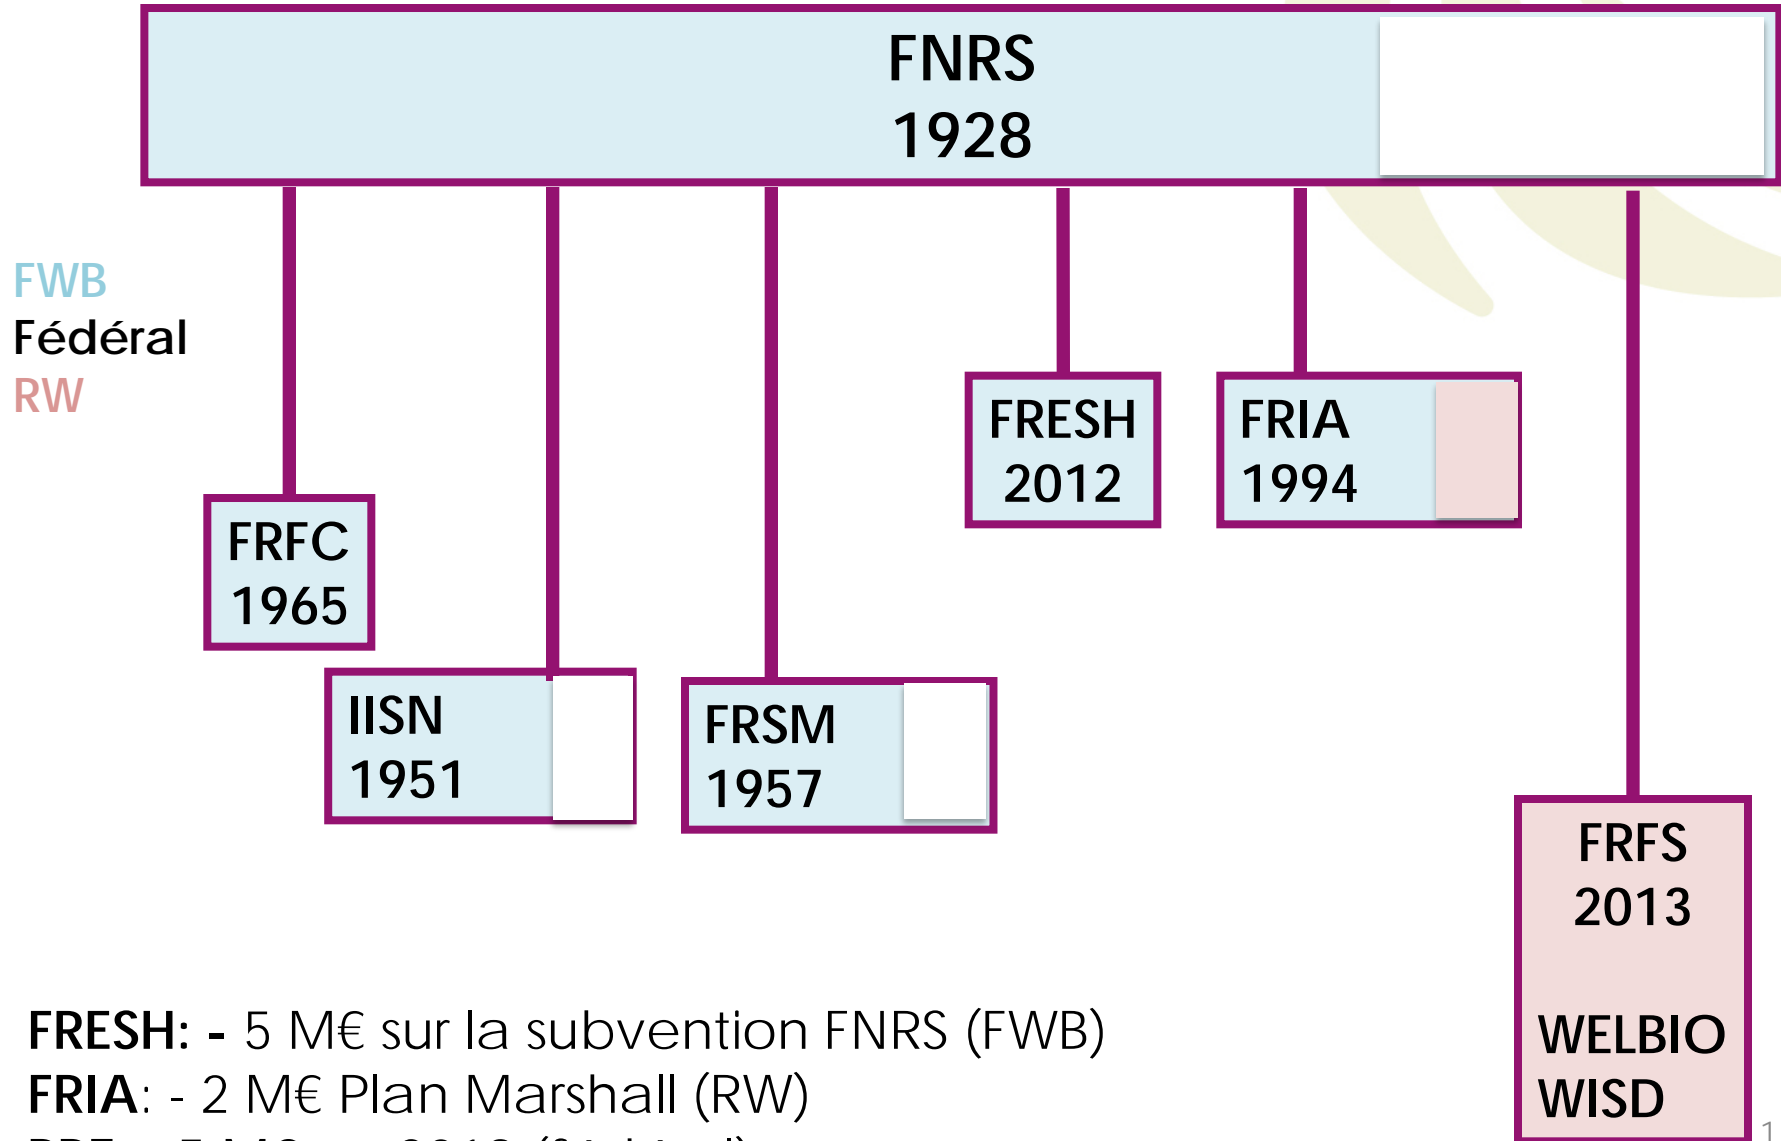 FNRS
1928
FWB
Fédéral
RW
FRESH
2012
FRIA
1994
FRFC
1965
IISN
1951
FRSM
1957
FRFS
2013
WELBIO
WISD
FRESH: - 5 M€ sur la subvention FNRS (FWB)
FRIA: - 2 M€ Plan Marshall (RW)
1